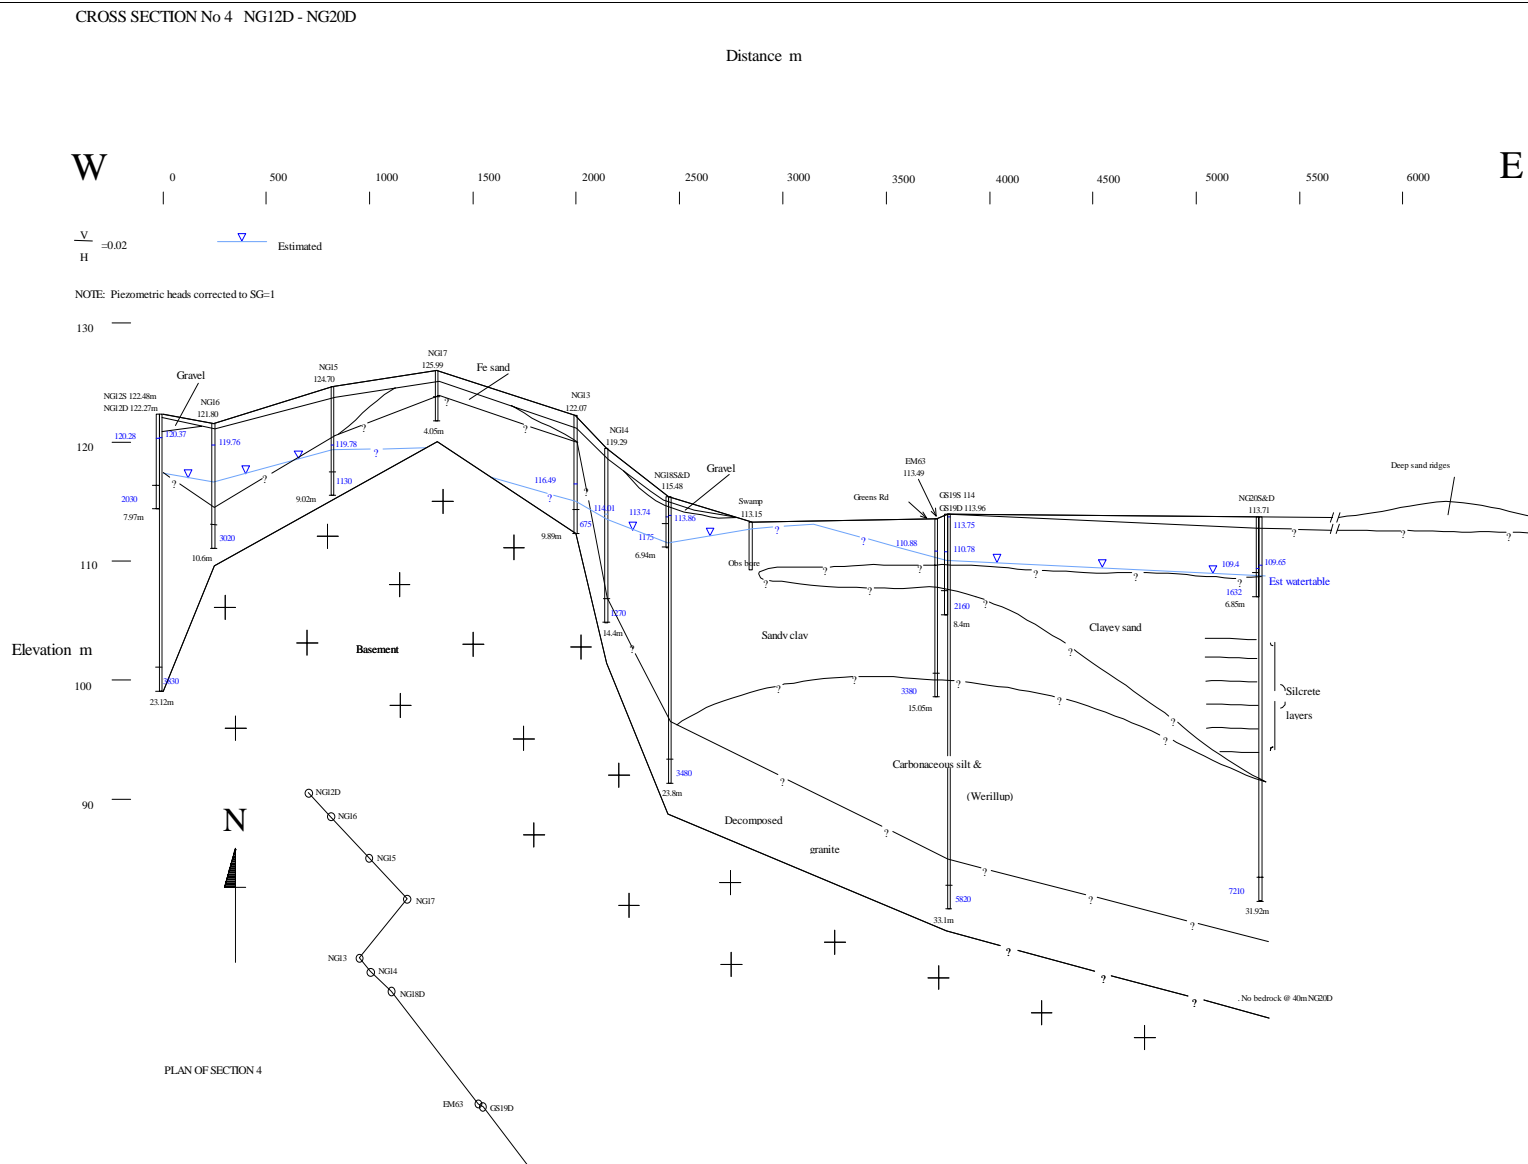 CROSS SECTION No 4 NG12D - NG20D
Distance m
W
E
0 500 1000 1500 2000 2500 3000 3500 4000 4500 5000 5500 6000
V
H
=0.02
Estimated
NOTE: Piezometric heads corrected to SG=1
130
120
110
100
90
Elevation m
Gravel
NG12S 122.48m
NG12D 122.27m
120.28
120.37
2030
7.97m
3830
23.12m
NG16
121.80
119.76
3020
10.6m
NG15
124.70
119.78
1130
9.02m
NG17
125.99
4.05m
Fe sand
NG13
122.07
116.49
675
9.89m
NG14
119.29
114.01
1270
14.4m
NG18S&D
115.48
113.74
113.86
1175
6.94m
3480
23.8m
Gravel
Swamp
113.15
Obs bore
Greens Rd
EM63
113.49
GS19S 114
GS19D 113.96
113.75
110.88
110.78
2160
8.4m
3380
15.05m
5820
33.1m
NG20S&D
113.71
109.4
109.65
Est watertable
1632
6.85m
7210
31.92m
Deep sand ridges
Sandy clay
Clayey sand
Silcrete
layers
Basement
Carbonaceous silt &
(Werillup)
Decomposed
granite
. No bedrock @ 40m NG20D
N
NG12D
NG16
NG15
NG17
NG13
NG14
NG18D
EM63
GS19D
PLAN OF SECTION 4
? ? ? ? ? ? ? ? ? ? ? ? ? ? ? ? ? ? ? ? ? ? ? ? ? ? ? ? ? ? ? ? ? ? ? ?